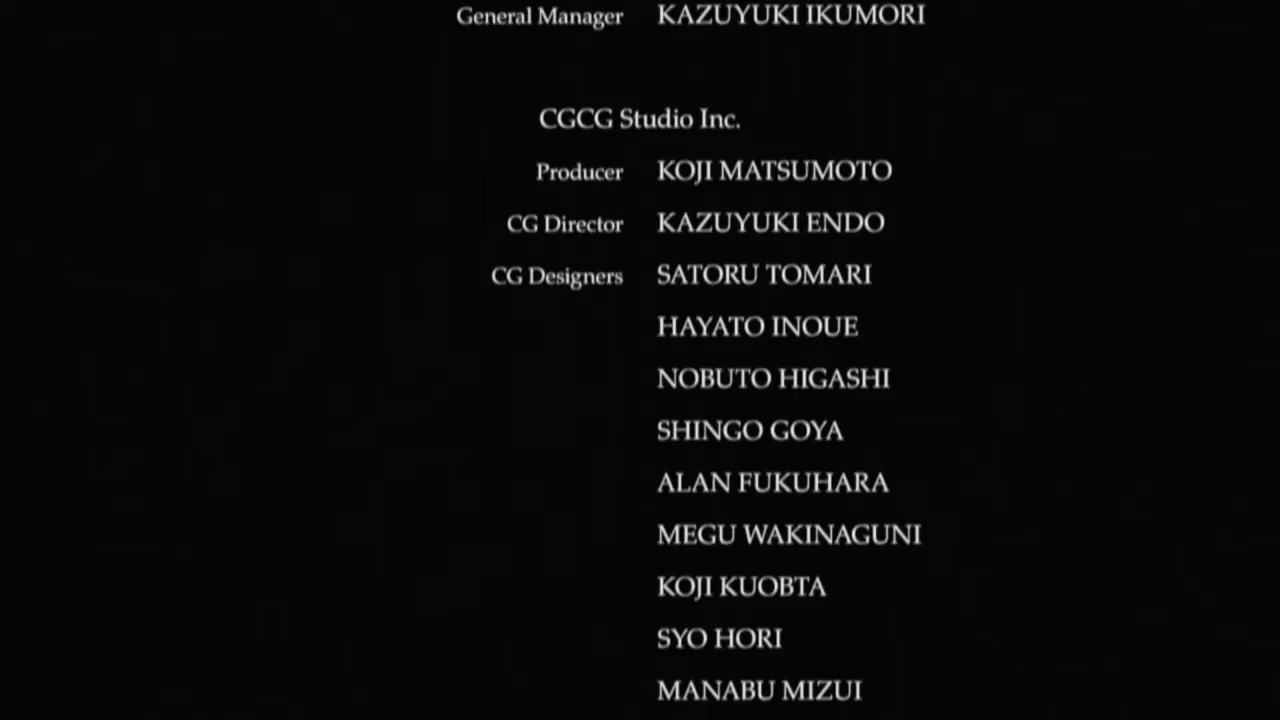 General Manager KAZUYUKI IKUMORI
CGCG Studio Inc.
Producer KOJI MATSUMOTO
CG Director KAZUYUKI ENDO
CG Designers SATORU TOMARI
HAYATO INOUE
NOBUTO HIGASHI
SHINGO GOYA
ALAN FUKUHARA
MEGU WAKINAGUNI
KOJI KUOBTA
SYO HORI
MANABU MIZUI